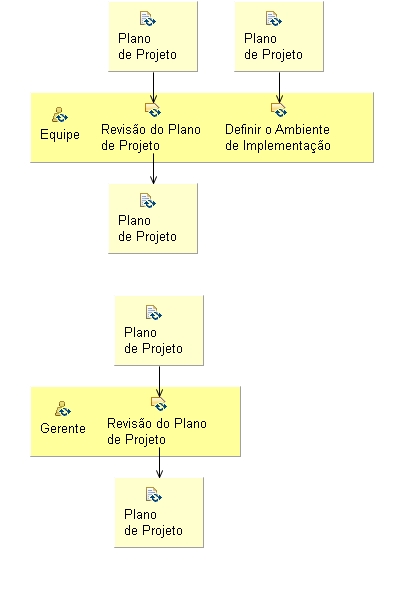 Plano
de Projeto
Plano
de Projeto
Equipe
Revisão do Plano
de Projeto
Definir o Ambiente
de Implementação
Plano
de Projeto
Plano
de Projeto
Gerente
Revisão do Plano
de Projeto
Plano
de Projeto